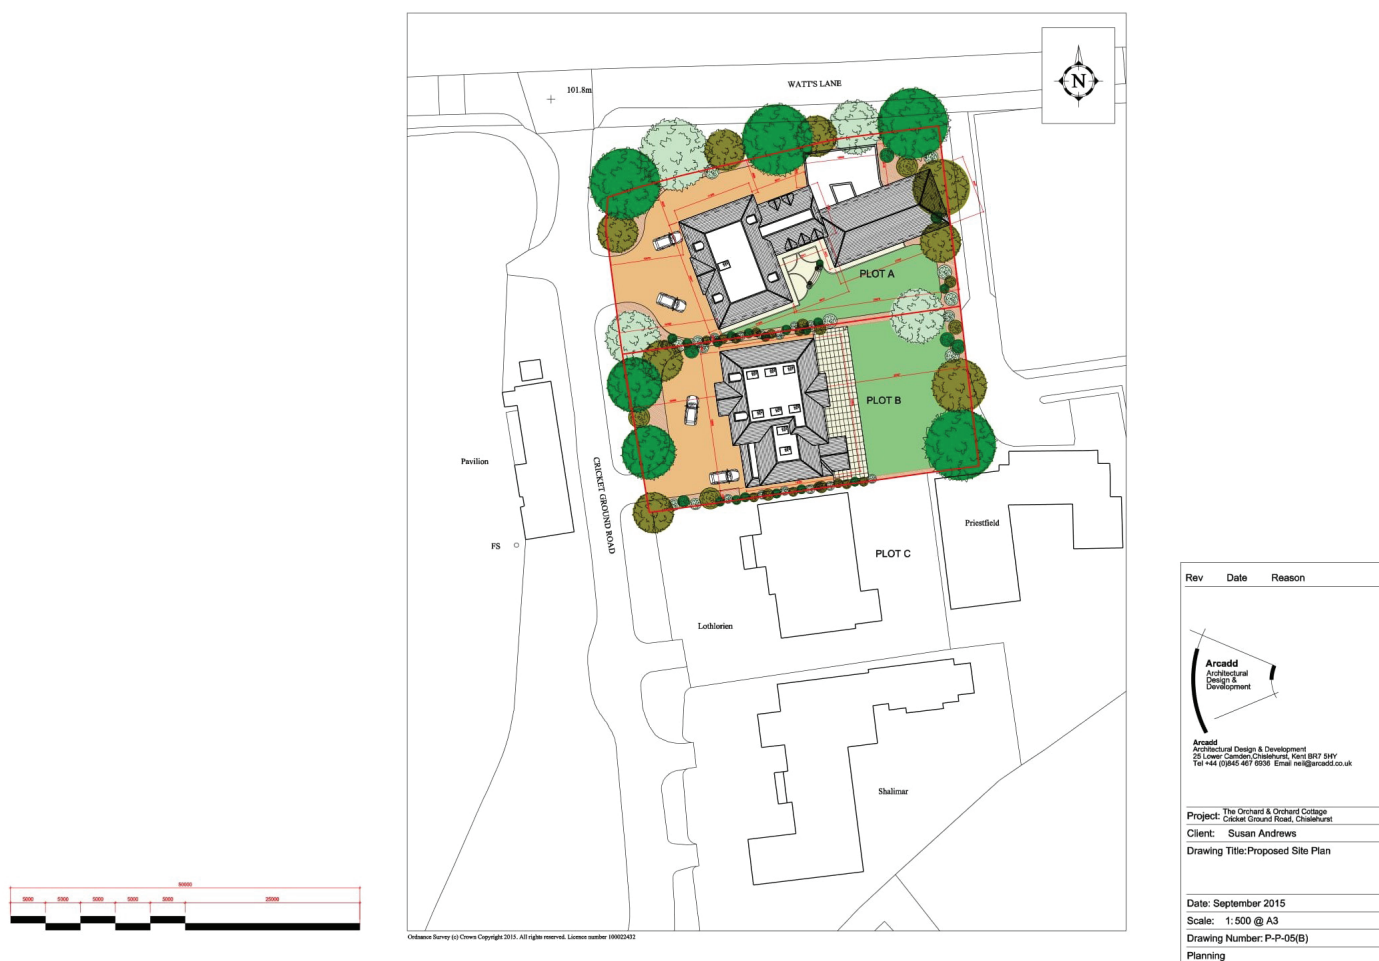 WATT'S LANE
101.8m
N
PLOT A
PLOT B
Pavilion
CRICKET GROUND ROAD
FS
Priestfield
PLOT C
Lothlorien
Shalimar
5000 5000 5000 5000 5000 25000
Ordnance Survey (c) Crown Copyright 2015. All rights reserved. Licence number 100022432
Rev Date Reason
Arcadd
Architectural
Design &
Development
Arcadd
Architectural Design & Development
25 Lower Camden,Chislehurst, Kent BR7 5HY
Tel +44 (0)845 467 6936 Email neil@arcadd.co.uk
Project: The Orchard & Orchard Cottage
Cricket Ground Road, Chislehurst
Client: Susan Andrews
Drawing Title:Proposed Site Plan
Date: September 2015
Scale: 1:500 @ A3
Drawing Number: P-P-05(B)
Planning